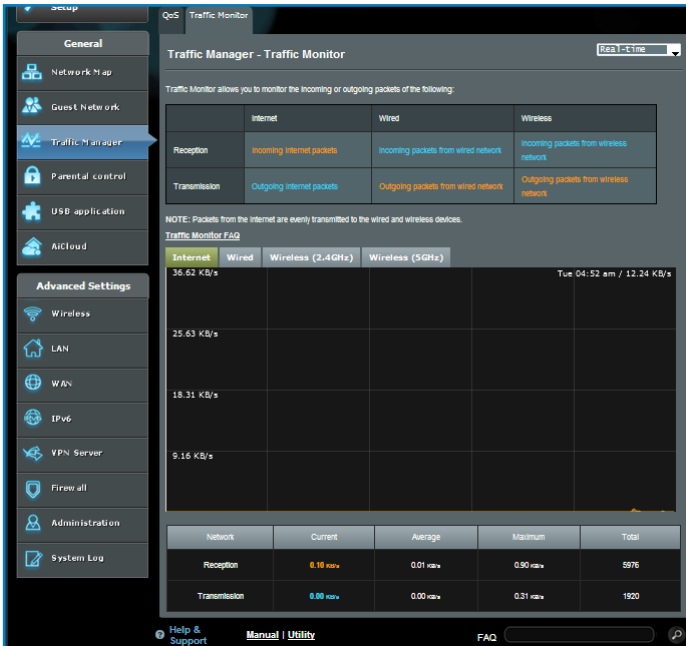 Setup
General
Network Map
Guest Network
Traffic Manager
Parental control
USB application
AiCloud
Advanced Settings
Wireless
LAN
WAN
IPv6
VPN Server
Firewall
Administration
System Log
QoS Traffic Monitor
Traffic Manager - Traffic Monitor
Real-time
Traffic Monitor allows you to monitor the incoming or outgoing packets of the following:
Internet Wired Wireless
Reception Incoming Internet packets Incoming packets from wired network Incoming packets from wireless network
Transmission Outgoing Internet packets Outgoing packets from wired network Outgoing packets from wireless network
NOTE: Packets from the Internet are evenly transmitted to the wired and wireless devices.
Traffic Monitor FAQ
Internet Wired Wireless (2.4GHz) Wireless (5GHz)
36.62 KB/s Tue 04:52 am / 12.24 KB/s
25.63 KB/s
18.31 KB/s
9.16 KB/s
Network Current Average Maximum Total
Reception 0.10 KB/s 0.01 KB/s 0.90 KB/s 5976
Transmission 0.00 KB/s 0.00 KB/s 0.31 KB/s 1920
Help & Support Manual | Utility FAQ